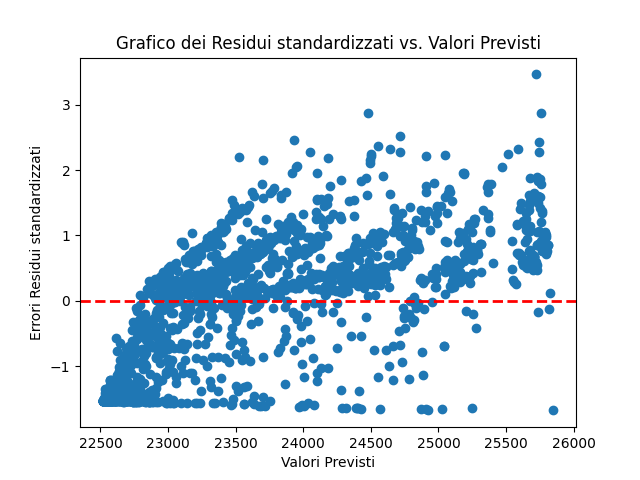 Grafico dei Residui standardizzati vs. Valori Previsti
Errori Residui standardizzati
3
2
1
0
−1
22500 23000 23500 24000 24500 25000 25500 26000
Valori Previsti